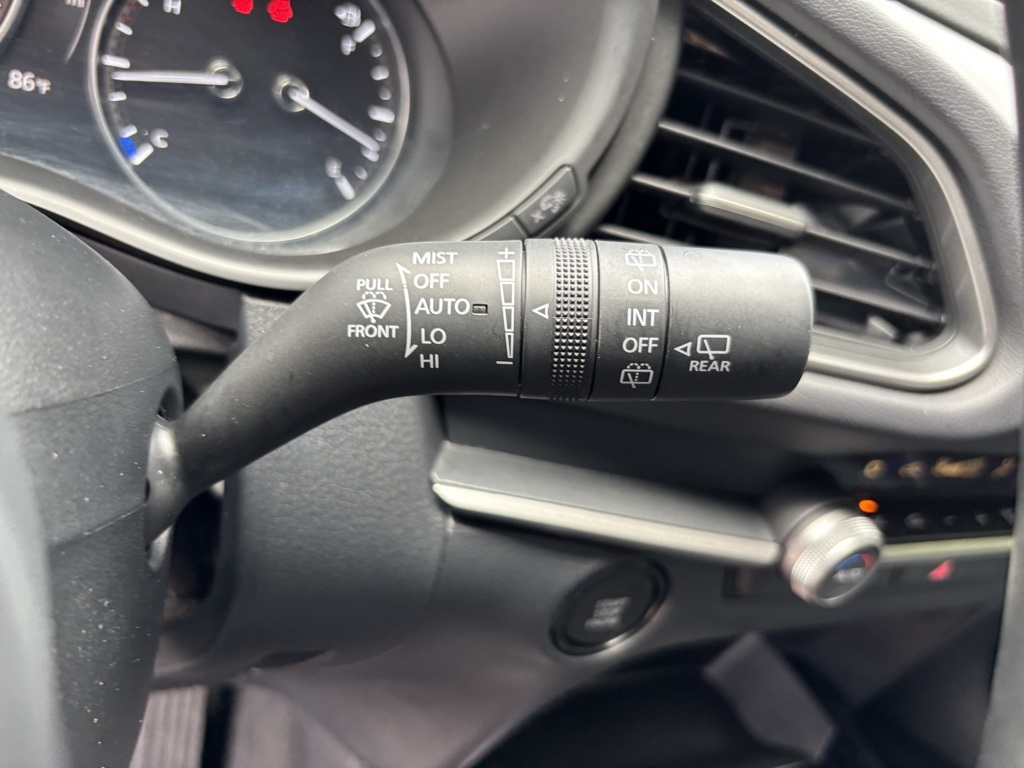 H
F
86°F
C
MIST
OFF
AUTO
LO
HI
PULL
FRONT
+
−
ON
INT
OFF
REAR